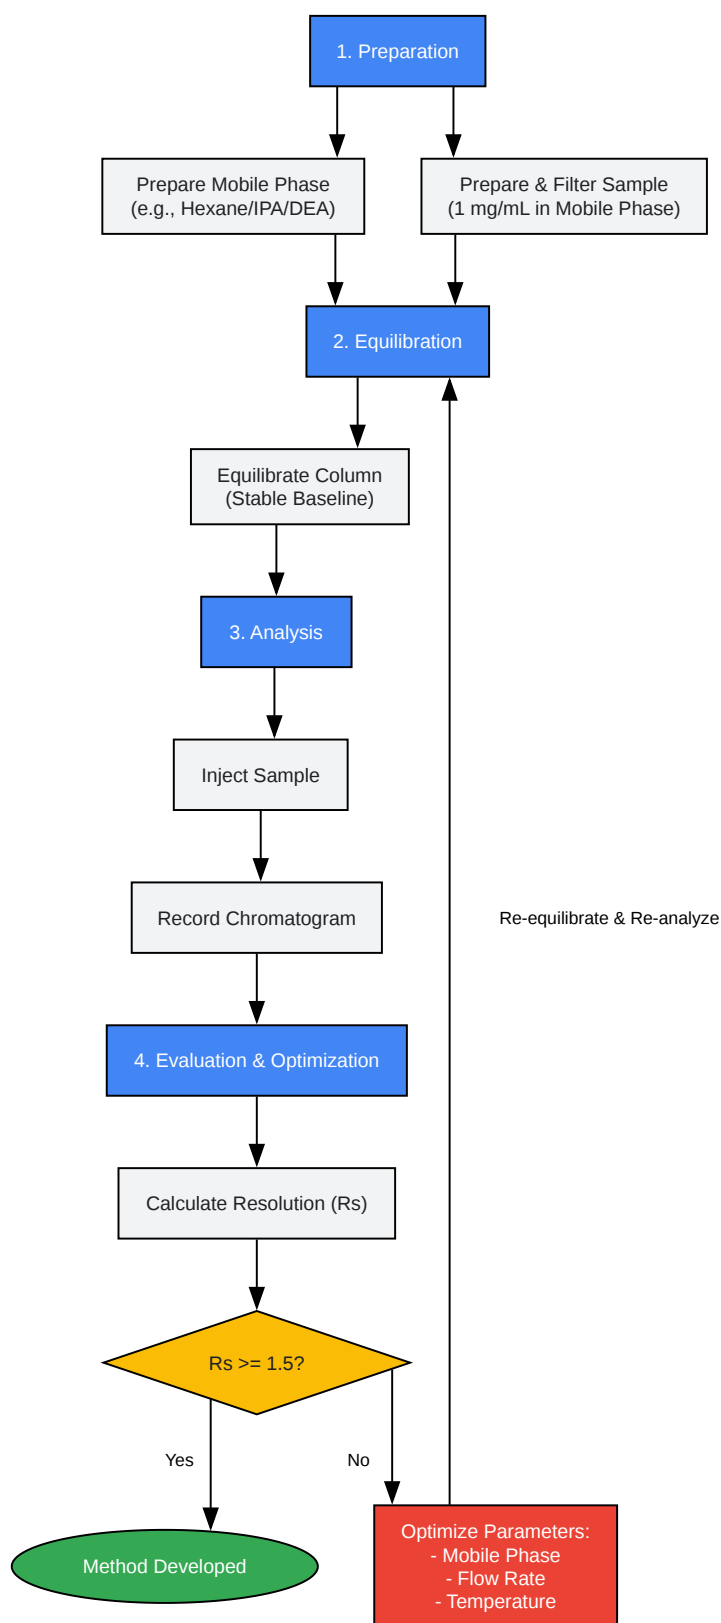 1. Preparation
Prepare Mobile Phase
(e.g., Hexane/IPA/DEA)
Prepare & Filter Sample
(1 mg/mL in Mobile Phase)
2. Equilibration
Equilibrate Column
(Stable Baseline)
3. Analysis
Inject Sample
Record Chromatogram
Re-equilibrate & Re-analyze
4. Evaluation & Optimization
Calculate Resolution (Rs)
Rs >= 1.5?
Yes
No
Method Developed
Optimize Parameters:
- Mobile Phase
- Flow Rate
- Temperature